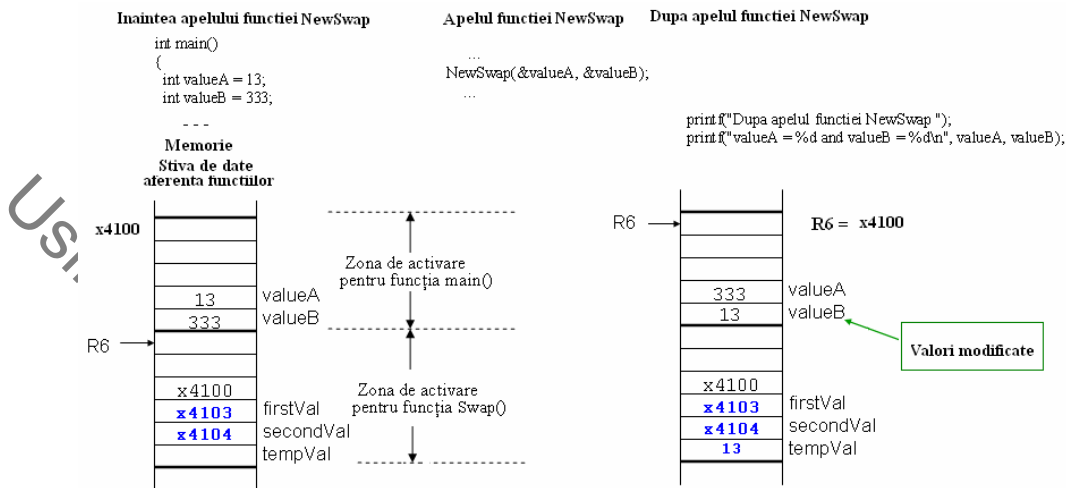 Inaintea apelului functiei NewSwap
Apelul functiei NewSwap
Dupa apelul functiei NewSwap
int main()
{
int valueA = 13;
int valueB = 333;
- - -
...
NewSwap(&valueA, &valueB);
...
printf("Dupa apelul functiei NewSwap ");
printf("valueA = %d and valueB = %d\n", valueA, valueB);
Memorie
Stiva de date
aferenta functiilor
x4100
13 valueA
333 valueB
R6
x4100
x4103 firstVal
x4104 secondVal
tempVal
Zona de activare
pentru funcția main()
Zona de activare
pentru funcția Swap()
R6
R6 = x4100
333 valueA
13 valueB
Valori modificate
x4100
x4103 firstVal
x4104 secondVal
13 tempVal